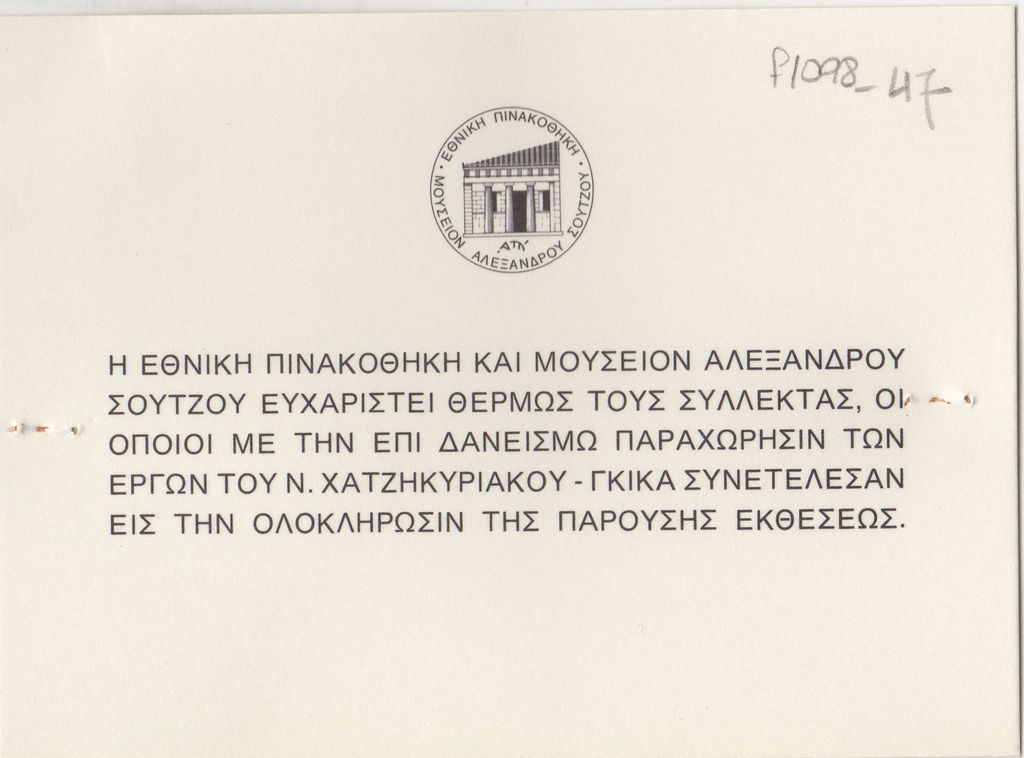 f1098_47
ΕΘΝΙΚΗ ΠΙΝΑΚΟΘΗΚΗ · ΜΟΥΣΕΙΟΝ ΑΛΕΞΑΝΔΡΟΥ ΣΟΥΤΖΟΥ ·
Η ΕΘΝΙΚΗ ΠΙΝΑΚΟΘΗΚΗ ΚΑΙ ΜΟΥΣΕΙΟΝ ΑΛΕΞΑΝΔΡΟΥ
ΣΟΥΤΖΟΥ ΕΥΧΑΡΙΣΤΕΙ ΘΕΡΜΩΣ ΤΟΥΣ ΣΥΛΛΕΚΤΑΣ, ΟΙ
ΟΠΟΙΟΙ ΜΕ ΤΗΝ ΕΠΙ ΔΑΝΕΙΣΜΩ ΠΑΡΑΧΩΡΗΣΙΝ ΤΩΝ
ΕΡΓΩΝ ΤΟΥ Ν. ΧΑΤΖΗΚΥΡΙΑΚΟΥ - ΓΚΙΚΑ ΣΥΝΕΤΕΛΕΣΑΝ
ΕΙΣ ΤΗΝ ΟΛΟΚΛΗΡΩΣΙΝ ΤΗΣ ΠΑΡΟΥΣΗΣ ΕΚΘΕΣΕΩΣ.